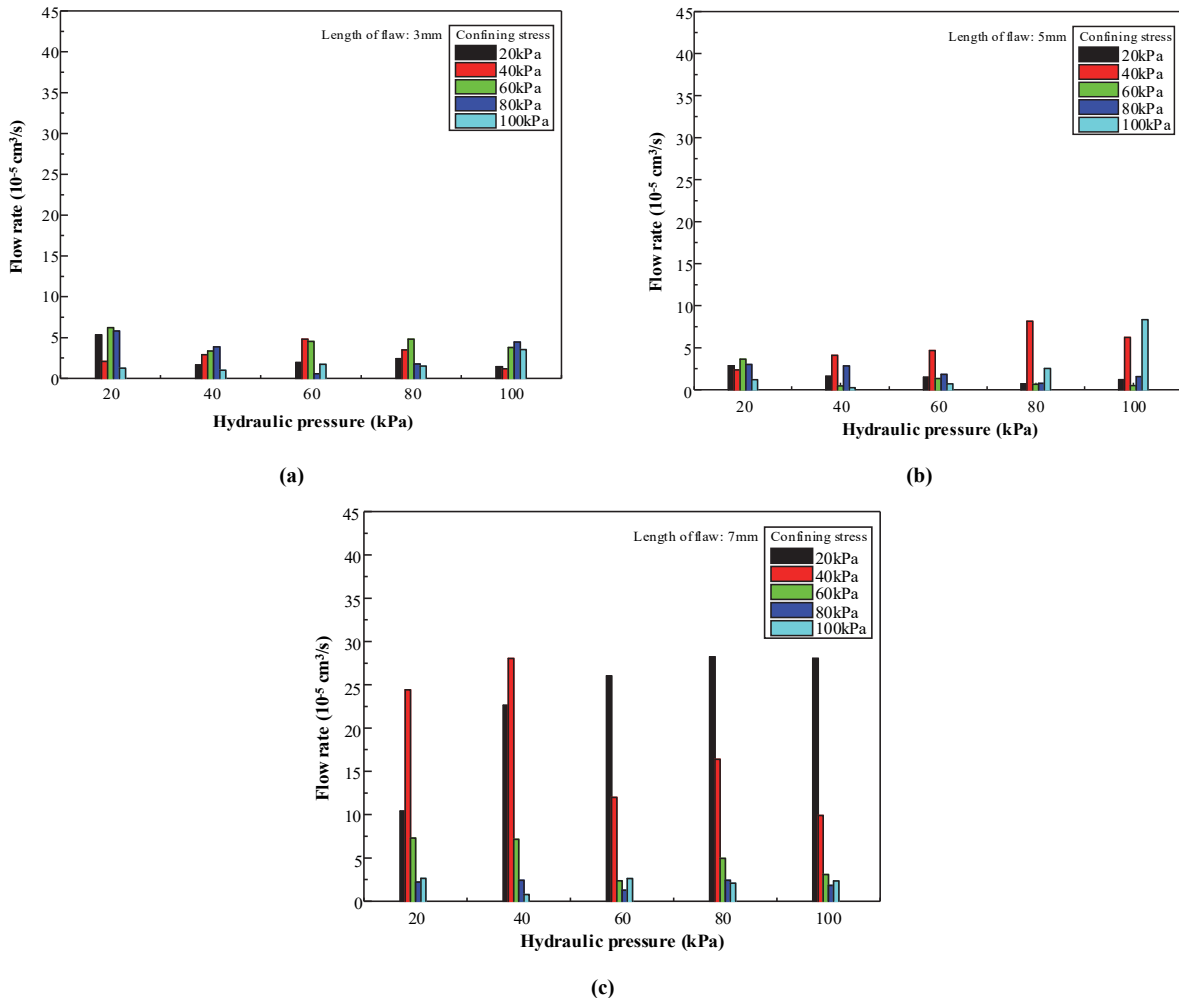 45
40
35
30
25
20
15
10
5
0
Flow rate (10-5 cm3/s)
Length of flaw: 3mm
Confining stress
20kPa
40kPa
60kPa
80kPa
100kPa
20 40 60 80 100
Hydraulic pressure (kPa)
(a)
45
40
35
30
25
20
15
10
5
0
Flow rate (10-5 cm3/s)
Length of flaw: 5mm
Confining stress
20kPa
40kPa
60kPa
80kPa
100kPa
20 40 60 80 100
Hydraulic pressure (kPa)
(b)
45
40
35
30
25
20
15
10
5
0
Flow rate (10-5 cm3/s)
Length of flaw: 7mm
Confining stress
20kPa
40kPa
60kPa
80kPa
100kPa
20 40 60 80 100
Hydraulic pressure (kPa)
(c)